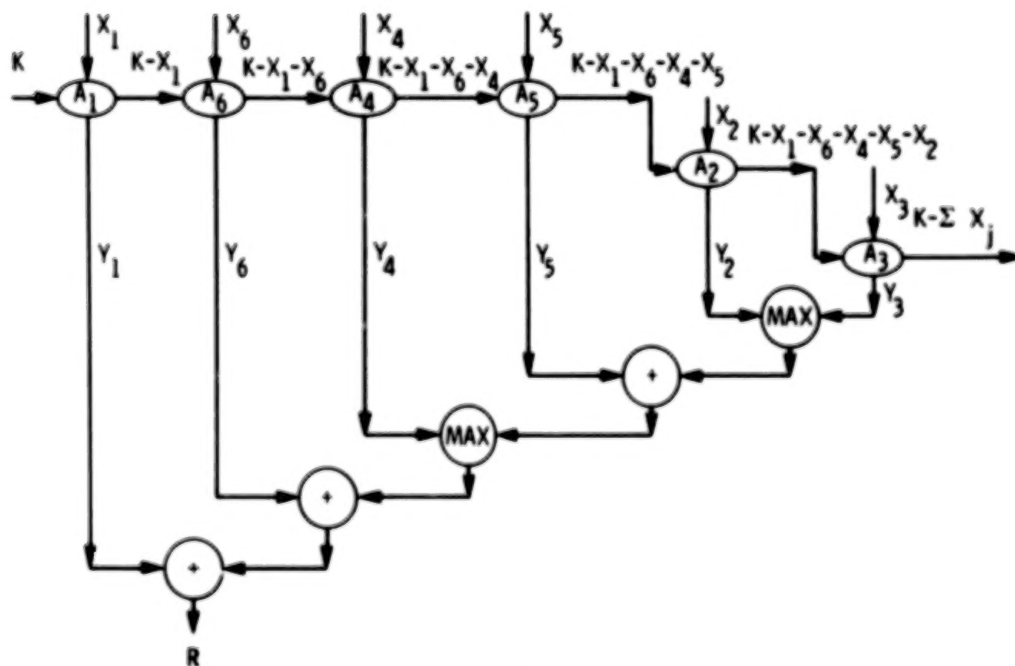 X1 X6 X4 X5
K K-X1 K-X1-X6 K-X1-X6-X4 K-X1-X6-X4-X5
A1 A6 A4 A5
X2 K-X1-X6-X4-X5-X2
A2
X3 K-Σ Xj
A3
Y1 Y6 Y4 Y5 Y2 Y3
MAX
+
MAX
+
+
R